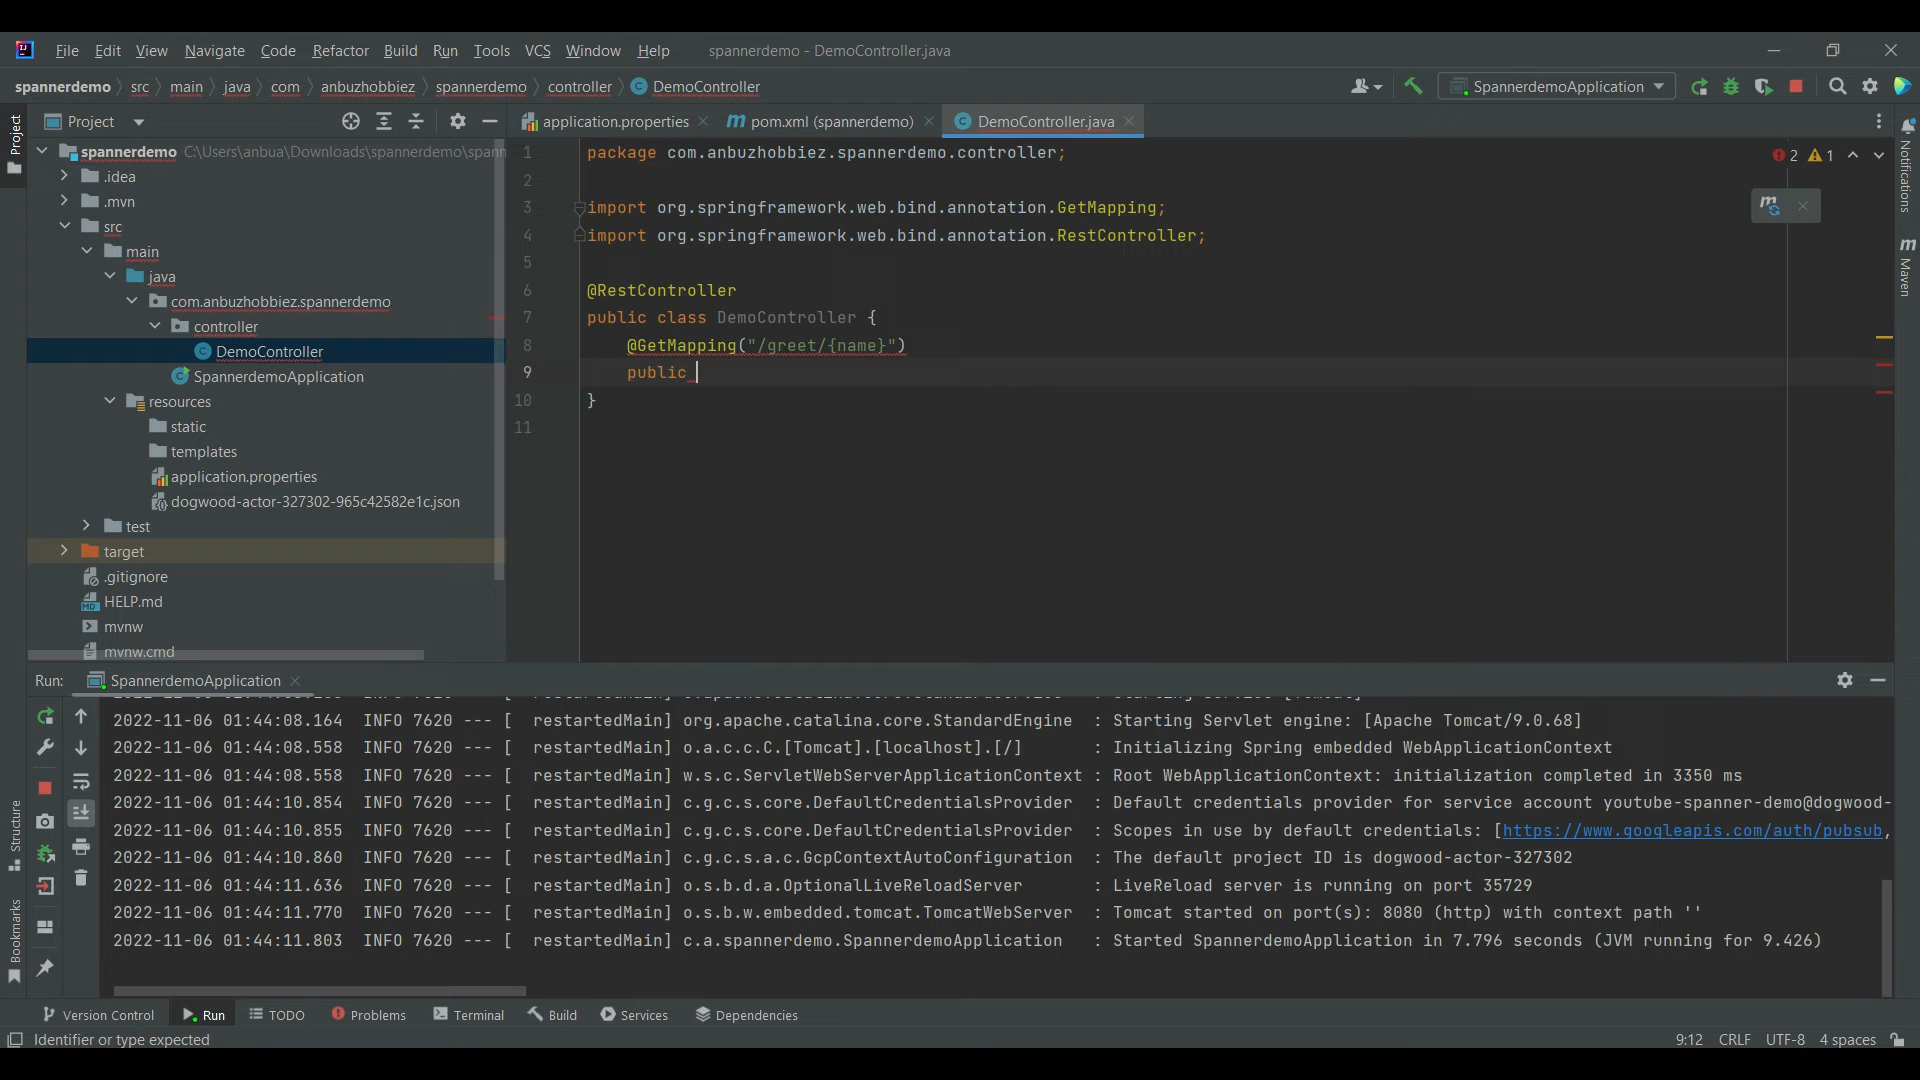 File Edit View Navigate Code Refactor Build Run Tools VCS Window Help spannerdemo - DemoController.java
spannerdemo src main java com anbuzhobbiez spannerdemo controller DemoController SpannerdemoApplication
Project
Project
application.properties pom.xml (spannerdemo) DemoController.java
spannerdemo C:\Users\anbua\Downloads\spannerdemo\spann
.idea
.mvn
src
main
java
com.anbuzhobbiez.spannerdemo
controller
DemoController
SpannerdemoApplication
resources
static
templates
application.properties
dogwood-actor-327302-965c42582e1c.json
test
target
.gitignore
HELP.md
mvnw
mvnw.cmd
1 package com.anbuzhobbiez.spannerdemo.controller;
2
3 import org.springframework.web.bind.annotation.GetMapping;
4 import org.springframework.web.bind.annotation.RestController;
5
6 @RestController
7 public class DemoController {
8 @GetMapping("/greet/{name}")
9 public
10 }
11
2 1
Notifications
Maven
Run: SpannerdemoApplication
2022-11-06 01:44:08.164 INFO 7620 --- [ restartedMain] org.apache.catalina.core.StandardEngine : Starting Servlet engine: [Apache Tomcat/9.0.68]
2022-11-06 01:44:08.558 INFO 7620 --- [ restartedMain] o.a.c.c.C.[Tomcat].[localhost].[/] : Initializing Spring embedded WebApplicationContext
2022-11-06 01:44:08.558 INFO 7620 --- [ restartedMain] w.s.c.ServletWebServerApplicationContext : Root WebApplicationContext: initialization completed in 3350 ms
2022-11-06 01:44:10.854 INFO 7620 --- [ restartedMain] c.g.c.s.core.DefaultCredentialsProvider : Default credentials provider for service account youtube-spanner-demo@dogwood-
2022-11-06 01:44:10.855 INFO 7620 --- [ restartedMain] c.g.c.s.core.DefaultCredentialsProvider : Scopes in use by default credentials: [https://www.googleapis.com/auth/pubsub,
2022-11-06 01:44:10.860 INFO 7620 --- [ restartedMain] c.g.c.s.a.c.GcpContextAutoConfiguration : The default project ID is dogwood-actor-327302
2022-11-06 01:44:11.636 INFO 7620 --- [ restartedMain] o.s.b.d.a.OptionalLiveReloadServer : LiveReload server is running on port 35729
2022-11-06 01:44:11.770 INFO 7620 --- [ restartedMain] o.s.b.w.embedded.tomcat.TomcatWebServer : Tomcat started on port(s): 8080 (http) with context path ''
2022-11-06 01:44:11.803 INFO 7620 --- [ restartedMain] c.a.spannerdemo.SpannerdemoApplication : Started SpannerdemoApplication in 7.796 seconds (JVM running for 9.426)
Structure
Bookmarks
Version Control Run TODO Problems Terminal Build Services Dependencies
Identifier or type expected 9:12 CRLF UTF-8 4 spaces